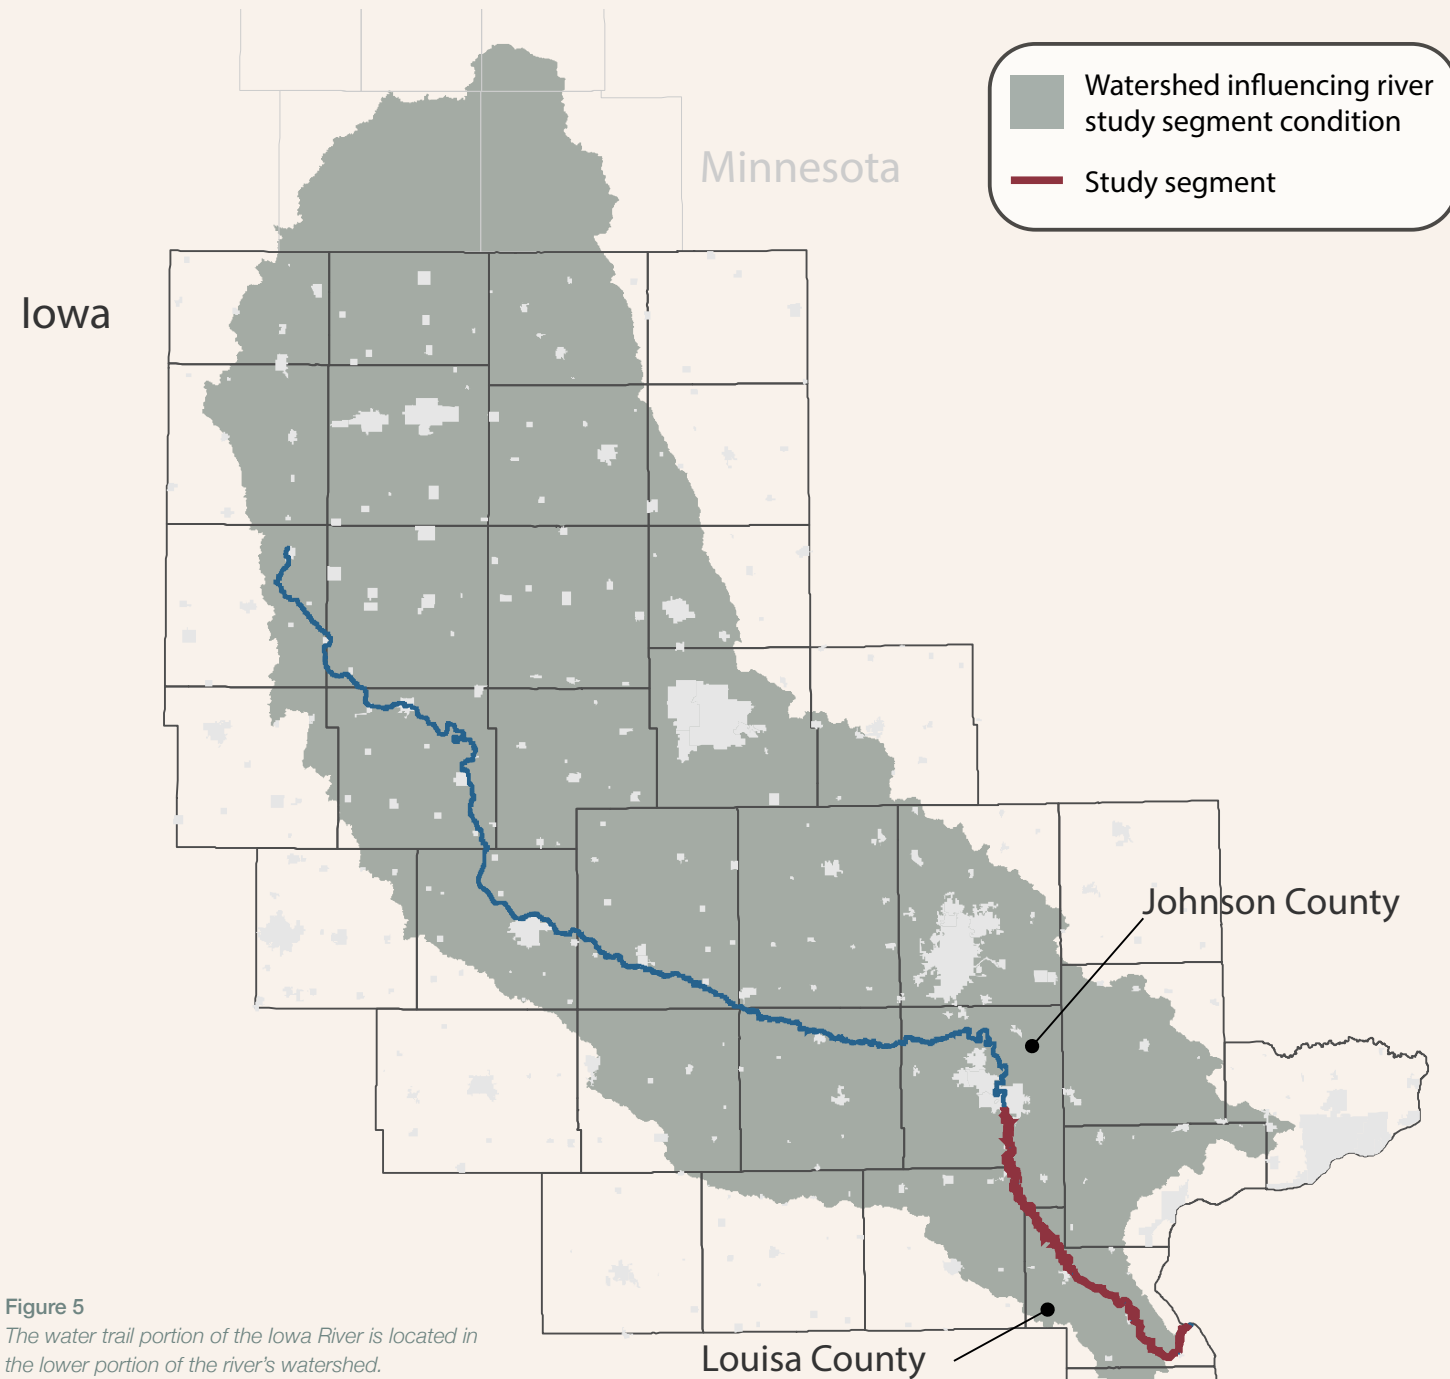 Watershed influencing river
study segment condition
Study segment
Minnesota
Iowa
Johnson County
Louisa County
Figure 5
The water trail portion of the Iowa River is located in
the lower portion of the river's watershed.